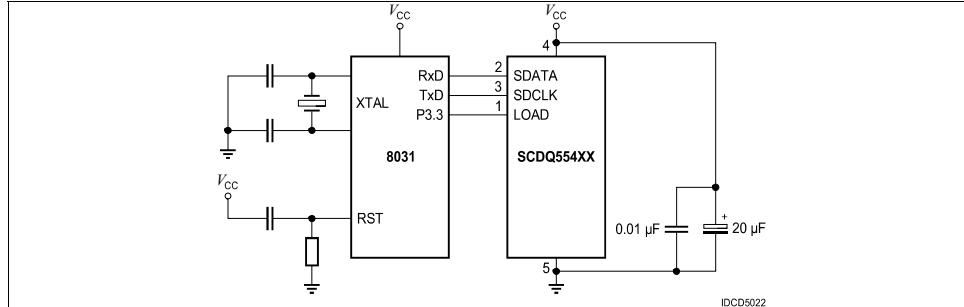 VCC
VCC
4
RxD
2
SDATA
TxD
3
SDCLK
XTAL
P3.3
1
LOAD
8031
SCDQ554XX
VCC
RST
+
0.01 µF
20 µF
5
IDCD5022